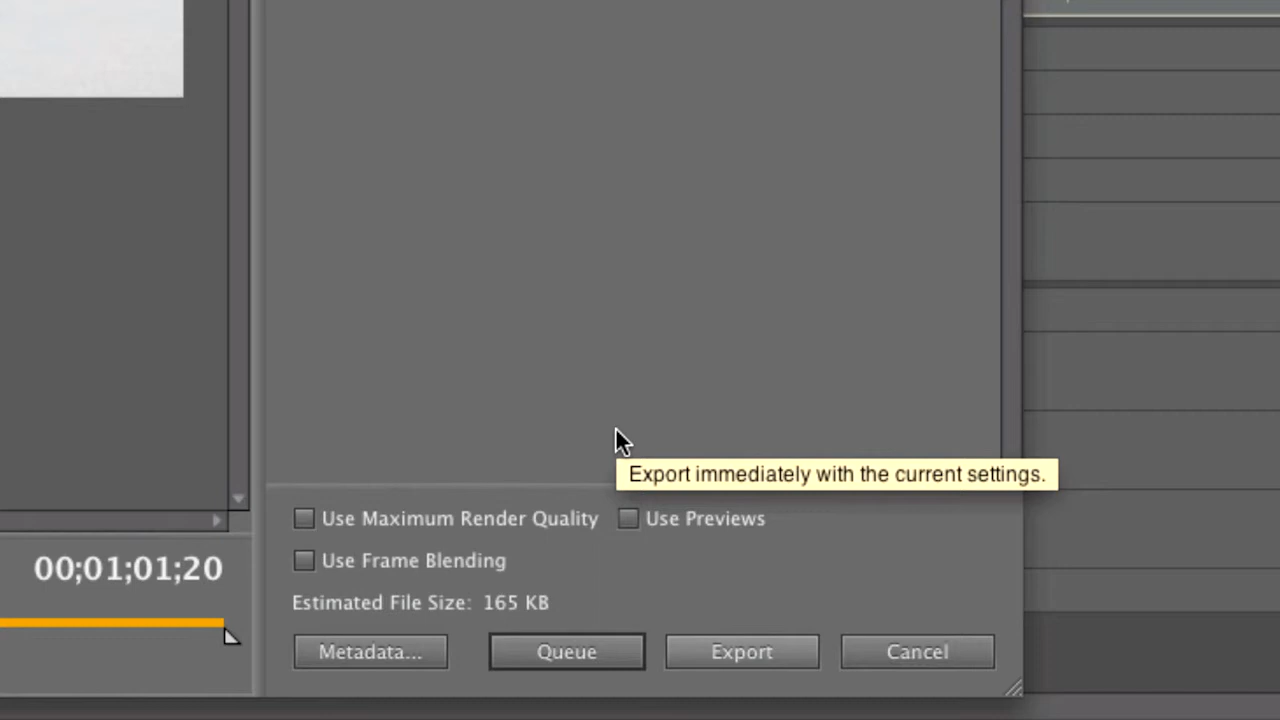 Export immediately with the current settings.
Use Maximum Render Quality Use Previews
00;01;01;20 Use Frame Blending
Estimated File Size: 165 KB
Metadata... Queue Export Cancel